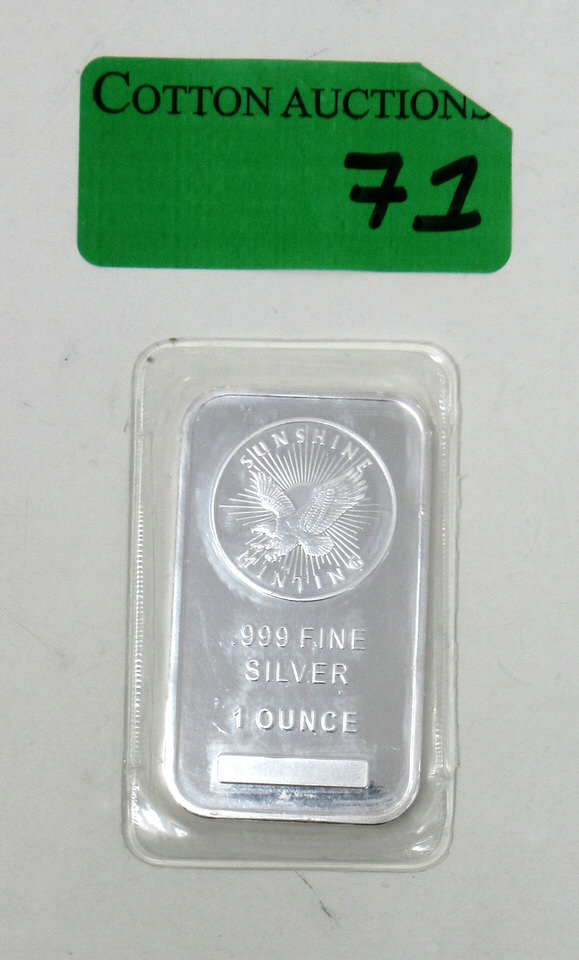 COTTON AUCTIONS
71
SUNSHINE
MINTING
.999 FINE
SILVER
1 OUNCE